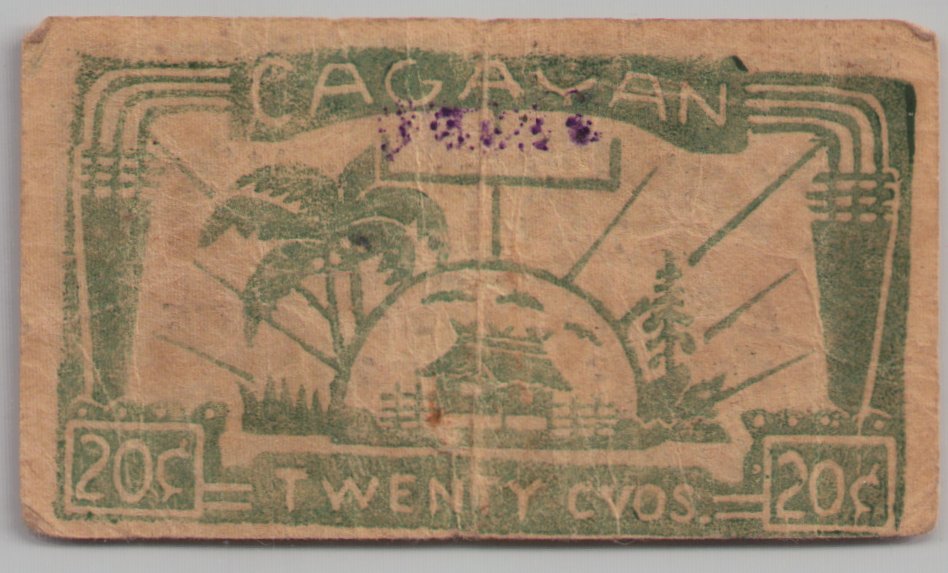 CAGAYAN
20¢
TWENTY CVOS.
20¢